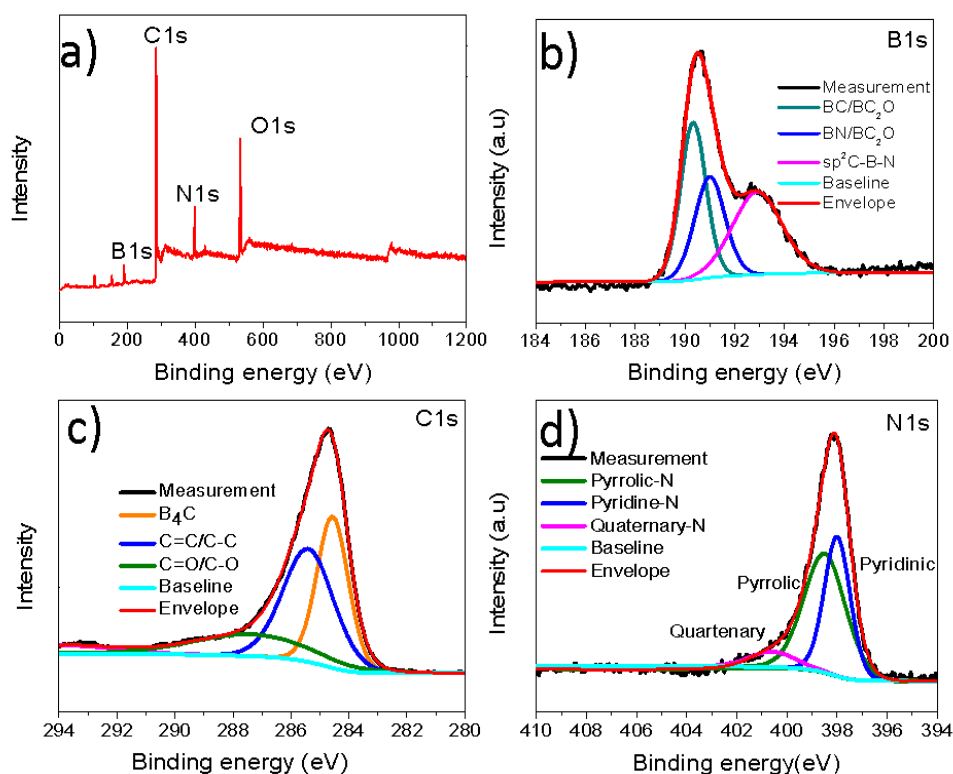 a)
C1s
O1s
N1s
B1s
Intensity
0 200 400 600 800 1000 1200
Binding energy (eV)
b)
B1s
Measurement
BC/BC₂O
BN/BC₂O
sp²C-B-N
Baseline
Envelope
Intensity (a.u)
184 186 188 190 192 194 196 198 200
Binding energy (eV)
c)
C1s
Measurement
B₄C
C=C/C-C
C=O/C-O
Baseline
Envelope
Intensity
294 292 290 288 286 284 282 280
Binding energy (eV)
d)
N1s
Measurement
Pyrrolic-N
Pyridine-N
Quaternary-N
Baseline
Envelope
Pyrrolic
Pyridinic
Quartenary
Intensity (a.u)
410 408 406 404 402 400 398 396 394
Binding energy(eV)